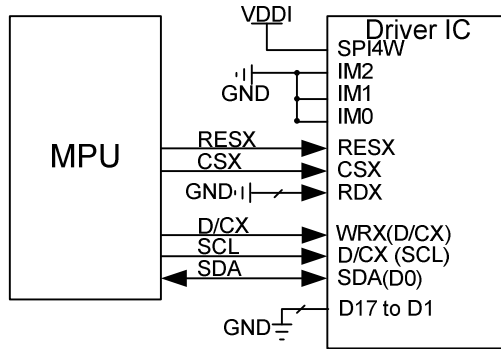 VDDI
Driver IC
SPI4W
IM2
GND
IM1
IM0
MPU
RESX RESX
CSX CSX
GND RDX
D/CX WRX(D/CX)
SCL D/CX (SCL)
SDA SDA(D0)
D17 to D1
GND